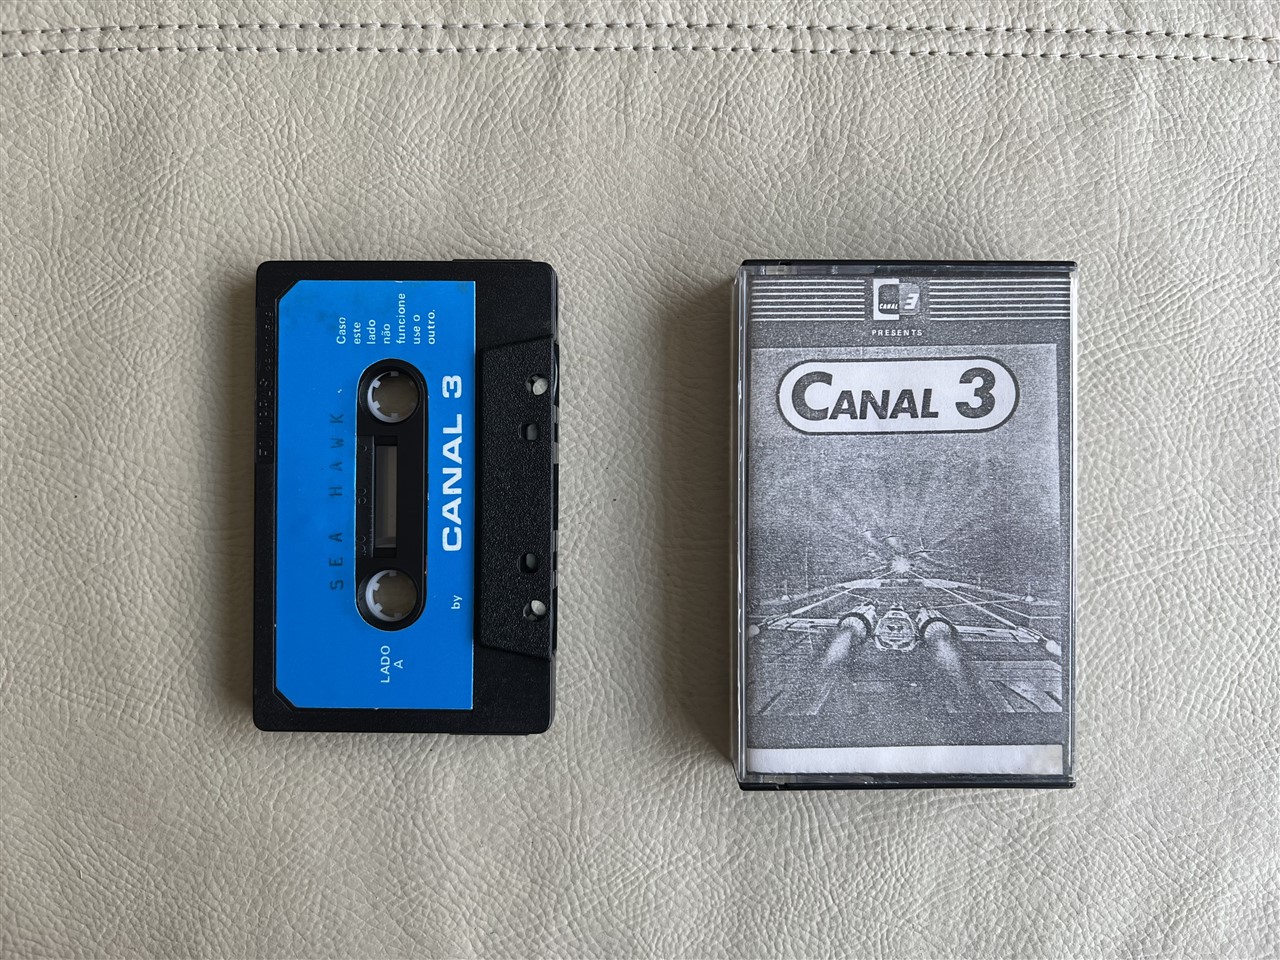 Caso
este
lado
não
funcione
use o
outro.
SEA HAWK
LADO
A
by CANAL 3
CANAL 3
PRESENTS
CANAL 3